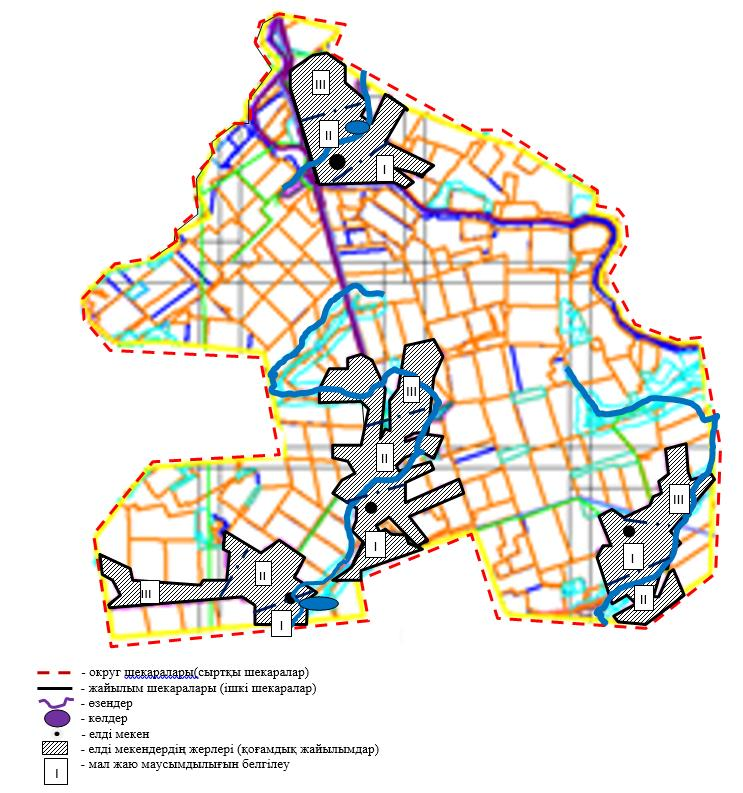 III
II
I
III
II
I
III
I
II
III
II
I
- округ шекаралары(сыртқы шекаралар)
- жайылым шекаралары (ішкі шекаралар)
- өзендер
- көлдер
- елді мекен
- елді мекендердің жерлері (қоғамдық жайылымдар)
I - мал жаю маусымдылығын белгілеу